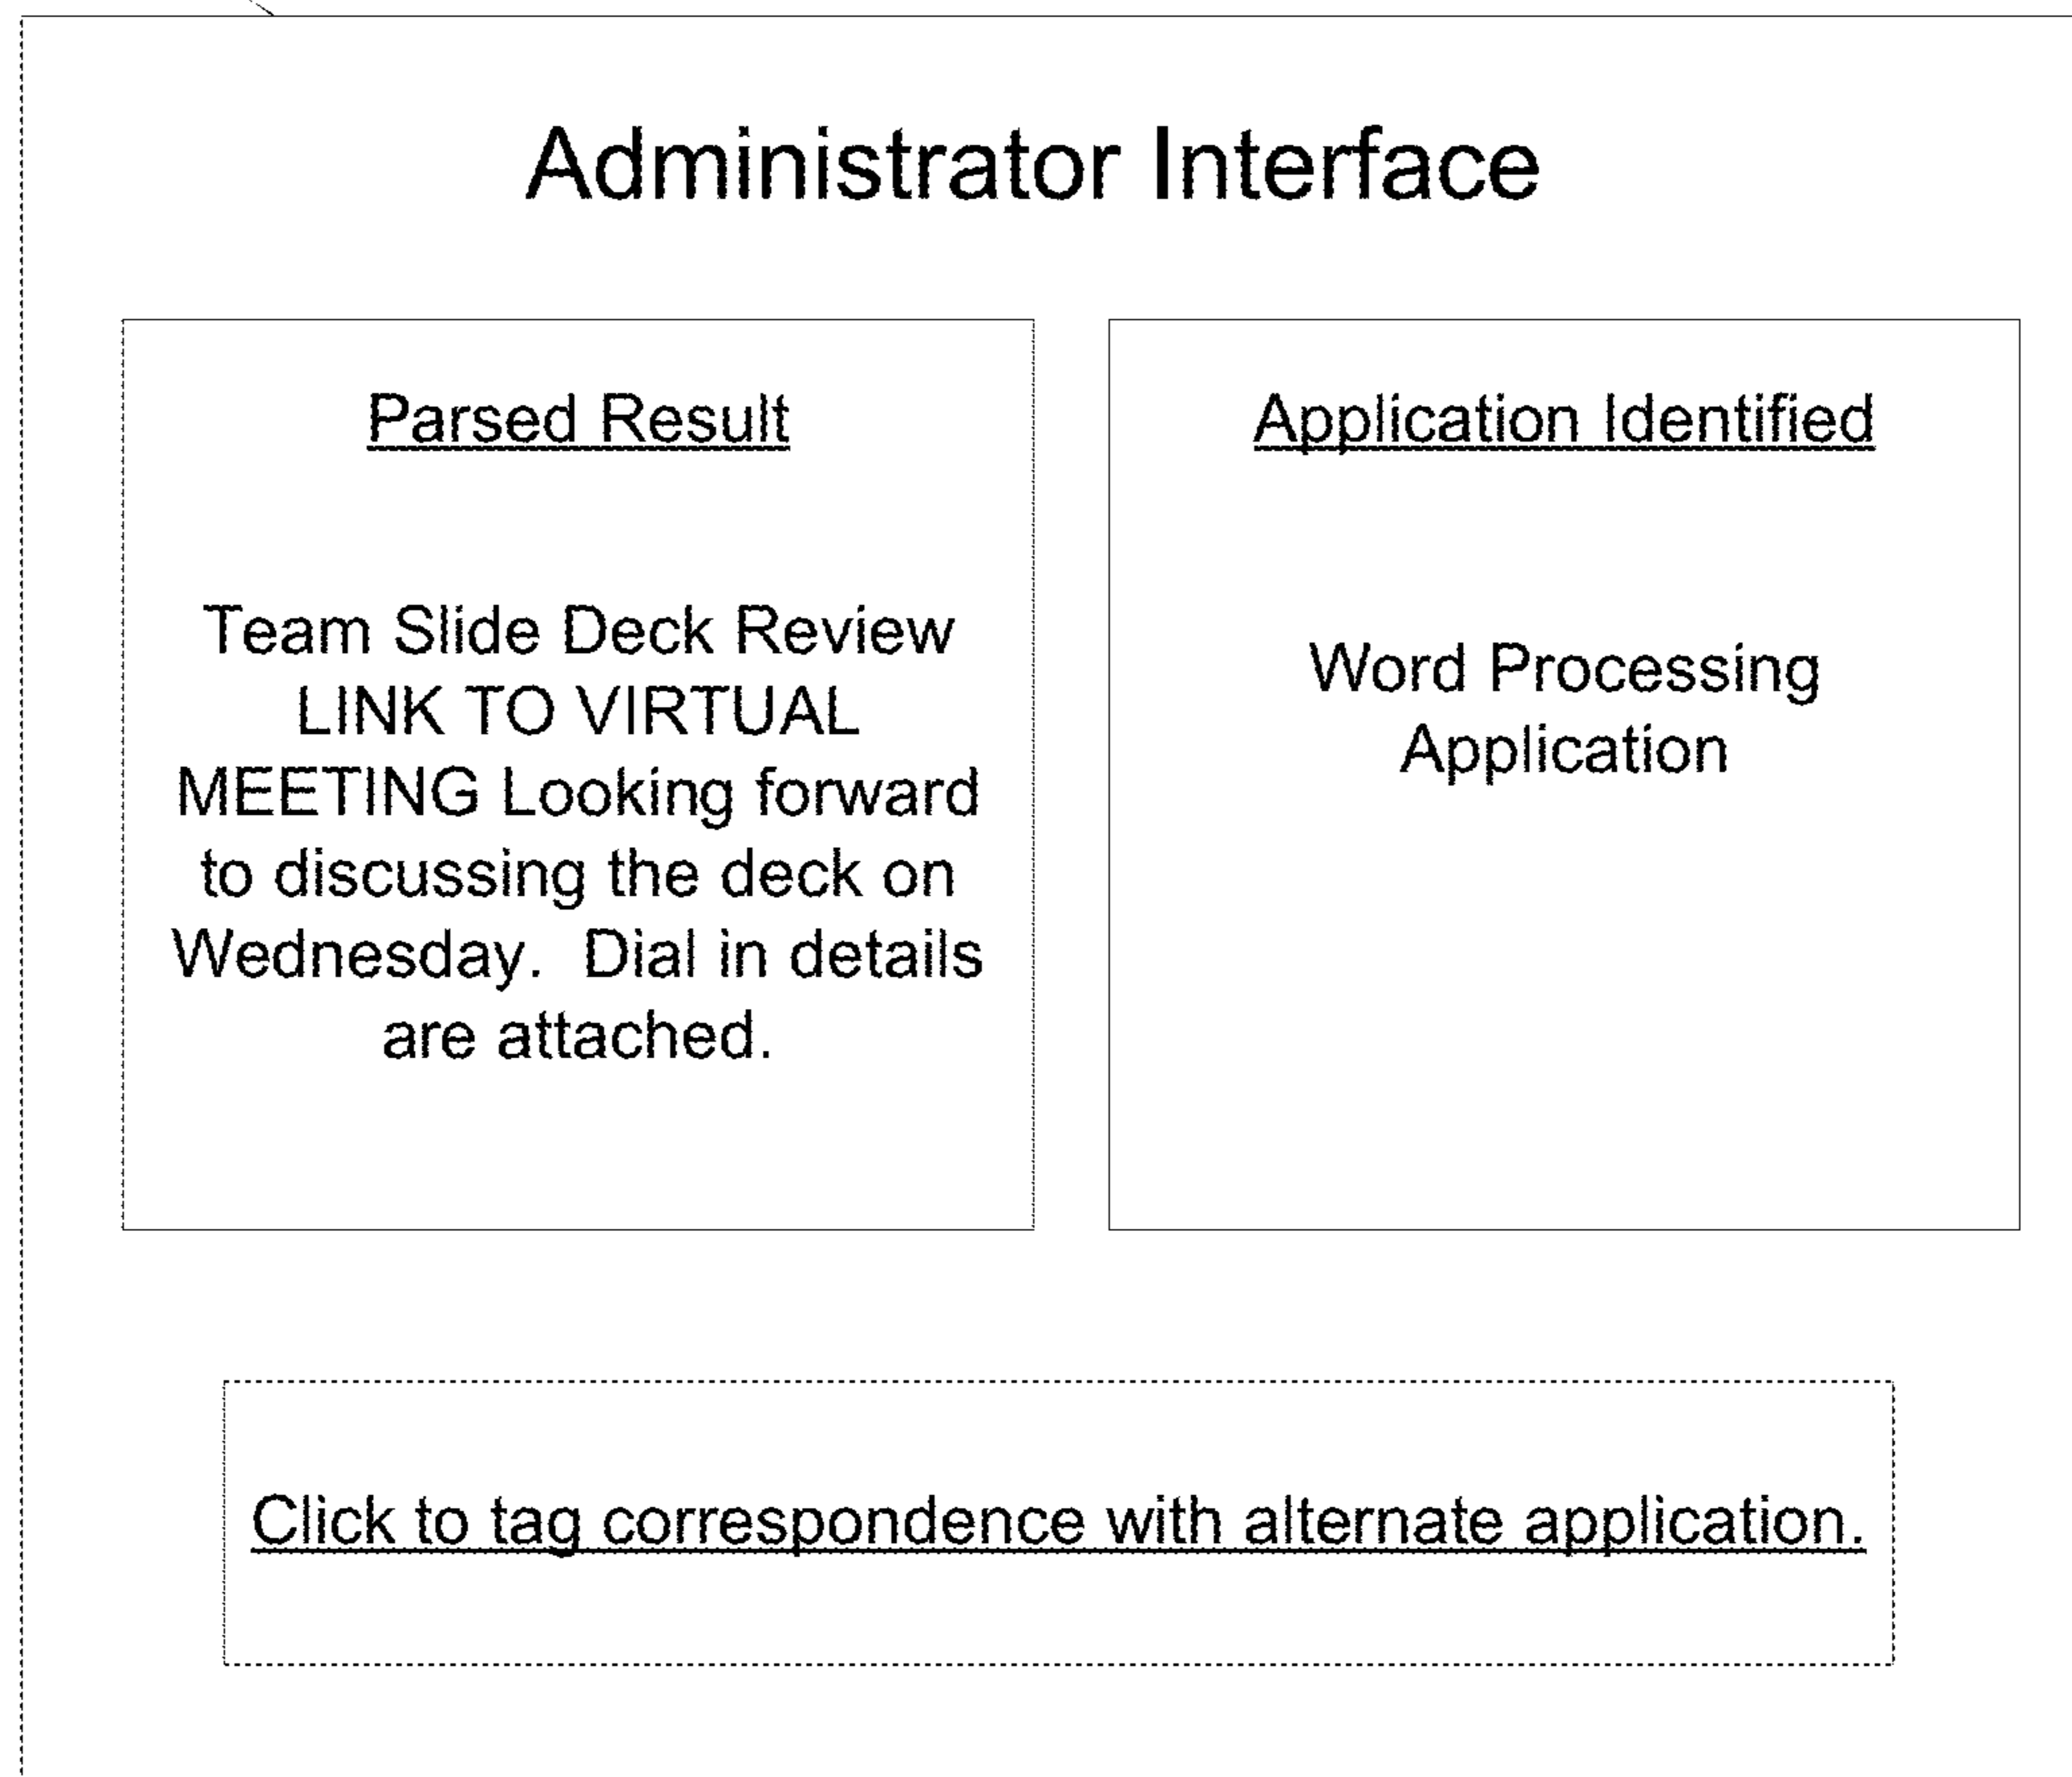 Administrator Interface
Parsed Result
Team Slide Deck Review
LINK TO VIRTUAL
MEETING Looking forward
to discussing the deck on
Wednesday.  Dial in details
are attached.
Application Identified
Word Processing
Application
Click to tag correspondence with alternate application.